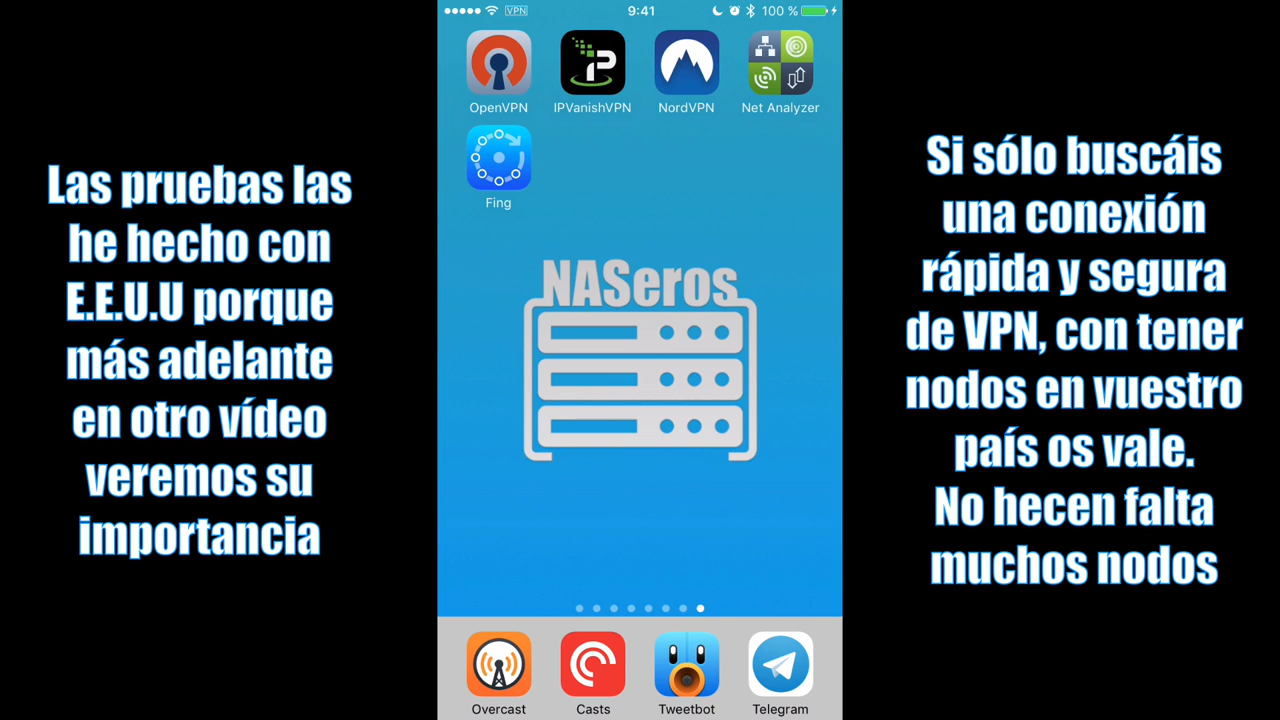 Las pruebas las
he hecho con
E.E.U.U porque
más adelante
en otro vídeo
veremos su
importancia
VPN
9:41
100 %
OpenVPN
IPVanishVPN
NordVPN
Net Analyzer
Fing
NASeros
Overcast
Casts
Tweetbot
Telegram
Si sólo buscáis
una conexión
rápida y segura
de VPN, con tener
nodos en vuestro
país os vale.
No hecen falta
muchos nodos